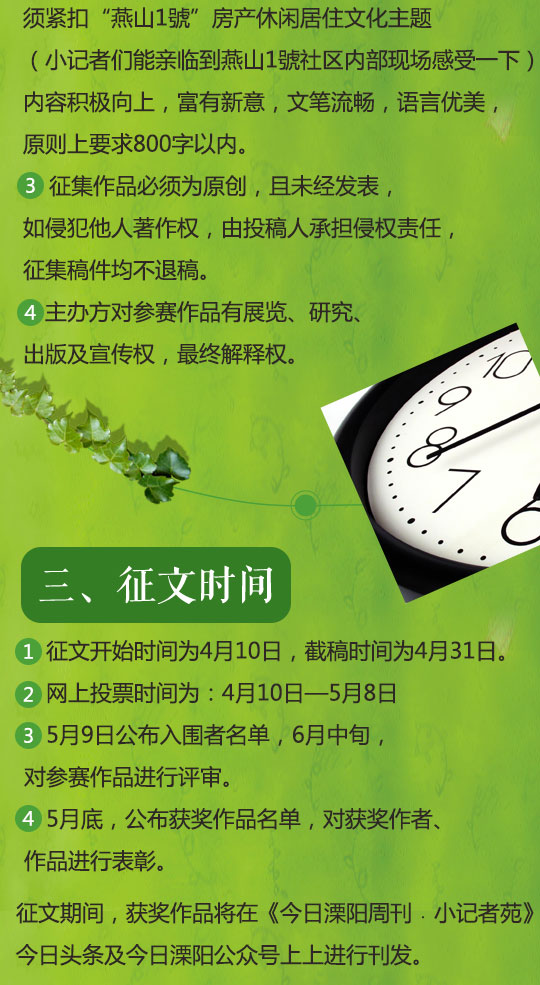 须紧扣“燕山1號”房产休闲居住文化主题
（小记者们能亲临到燕山1號社区内部现场感受一下）
内容积极向上，富有新意，文笔流畅，语言优美，
原则上要求800字以内。
3 征集作品必须为原创，且未经发表，
如侵犯他人著作权，由投稿人承担侵权责任，
征集稿件均不退稿。
4 主办方对参赛作品有展览、研究、
出版及宣传权，最终解释权。
10
9
8
7
三、征文时间
1 征文开始时间为4月10日，截稿时间为4月31日。
2 网上投票时间为：4月10日—5月8日
3 5月9日公布入围者名单，6月中旬，
对参赛作品进行评审。
4 5月底，公布获奖作品名单，对获奖作者、
作品进行表彰。
征文期间，获奖作品将在《今日溧阳周刊．小记者苑》
今日头条及今日溧阳公众号上上进行刊发。